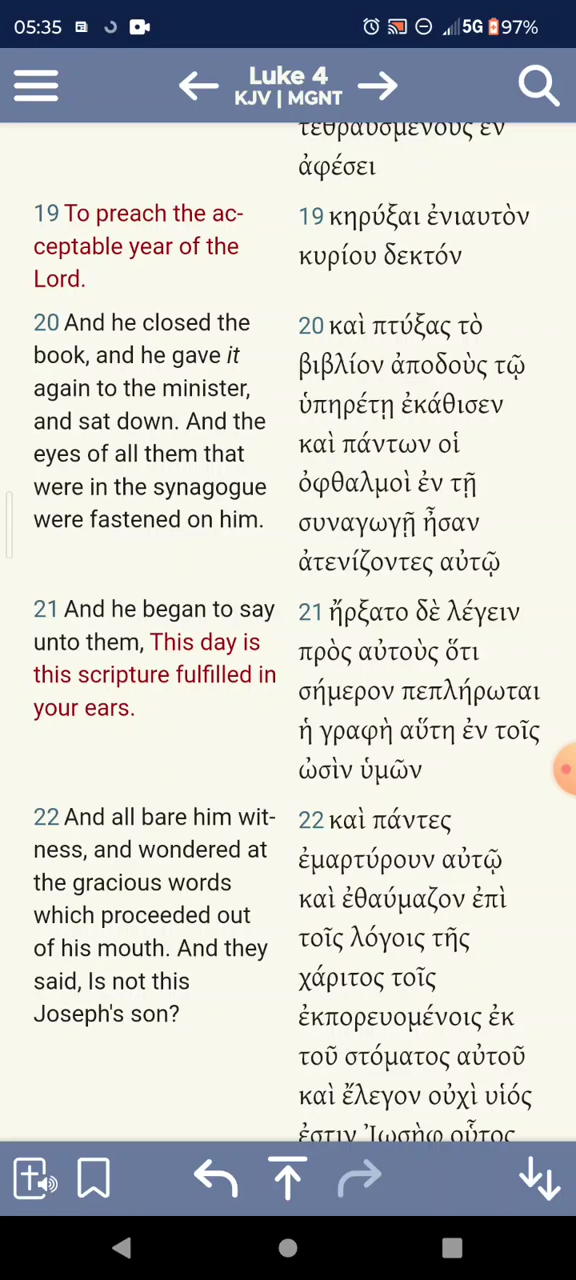 05:35
5G 97%
Luke 4
KJV | MGNT
19 To preach the ac-
ceptable year of the
Lord.
20 And he closed the
book, and he gave it
again to the minister,
and sat down. And the
eyes of all them that
were in the synagogue
were fastened on him.
21 And he began to say
unto them, This day is
this scripture fulfilled in
your ears.
22 And all bare him wit-
ness, and wondered at
the gracious words
which proceeded out
of his mouth. And they
said, Is not this
Joseph's son?
τεθραυσμένους ἐν
ἀφέσει
19 κηρύξαι ἐνιαυτὸν
κυρίου δεκτόν
20 καὶ πτύξας τὸ
βιβλίον ἀποδοὺς τῷ
ὑπηρέτῃ ἐκάθισεν
καὶ πάντων οἱ
ὀφθαλμοὶ ἐν τῇ
συναγωγῇ ἦσαν
ἀτενίζοντες αὐτῷ
21 ἤρξατο δὲ λέγειν
πρὸς αὐτοὺς ὅτι
σήμερον πεπλήρωται
ἡ γραφὴ αὕτη ἐν τοῖς
ὠσὶν ὑμῶν
22 καὶ πάντες
ἐμαρτύρουν αὐτῷ
καὶ ἐθαύμαζον ἐπὶ
τοῖς λόγοις τῆς
χάριτος τοῖς
ἐκπορευομένοις ἐκ
τοῦ στόματος αὐτοῦ
καὶ ἔλεγον οὐχὶ υἱός
ἐστιν Ἰωσὴφ οὗτος